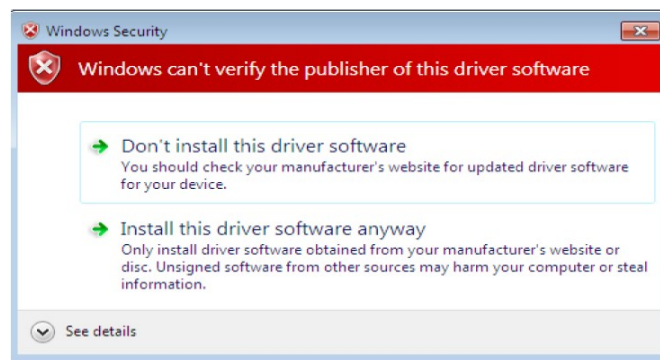 Windows Security
Windows can't verify the publisher of this driver software
Don't install this driver software
You should check your manufacturer's website for updated driver software
for your device.
Install this driver software anyway
Only install driver software obtained from your manufacturer's website or
disc. Unsigned software from other sources may harm your computer or steal
information.
See details